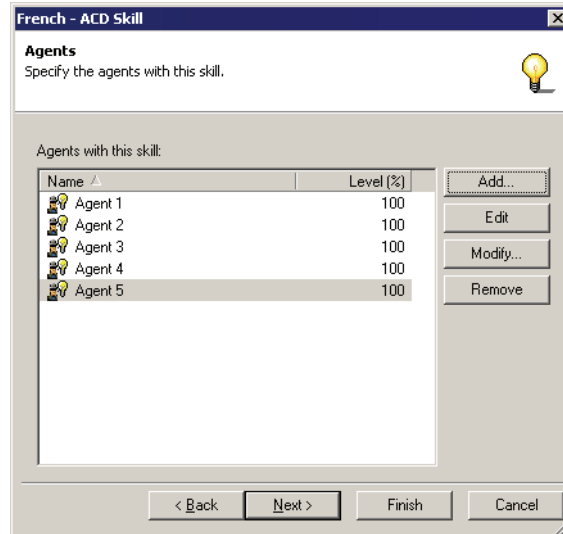 French - ACD Skill
Agents
Specify the agents with this skill.
Agents with this skill:
Name Level (%)
Agent 1 100
Agent 2 100
Agent 3 100
Agent 4 100
Agent 5 100
Add...
Edit
Modify...
Remove
< Back Next > Finish Cancel